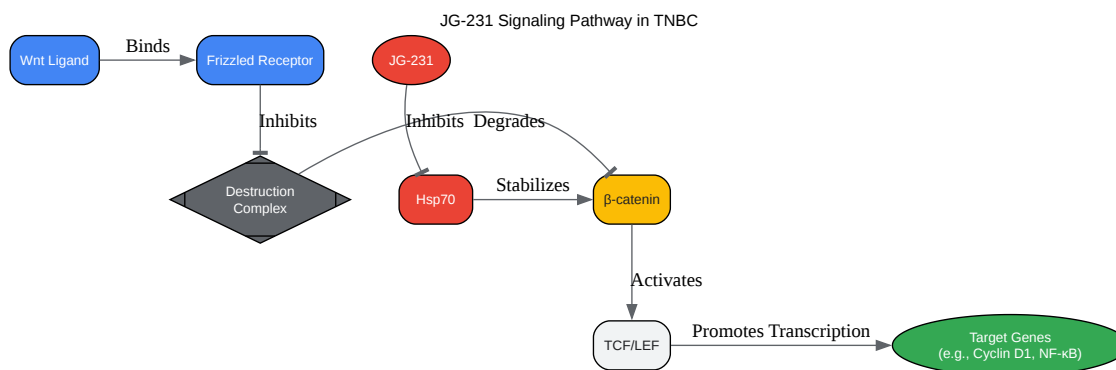 JG-231 Signaling Pathway in TNBC
Wnt Ligand
Binds
Frizzled Receptor
JG-231
Inhibits
Inhibits
Degrades
Destruction
Complex
Hsp70
Stabilizes
β-catenin
Activates
TCF/LEF
Promotes Transcription
Target Genes
(e.g., Cyclin D1, NF-κB)